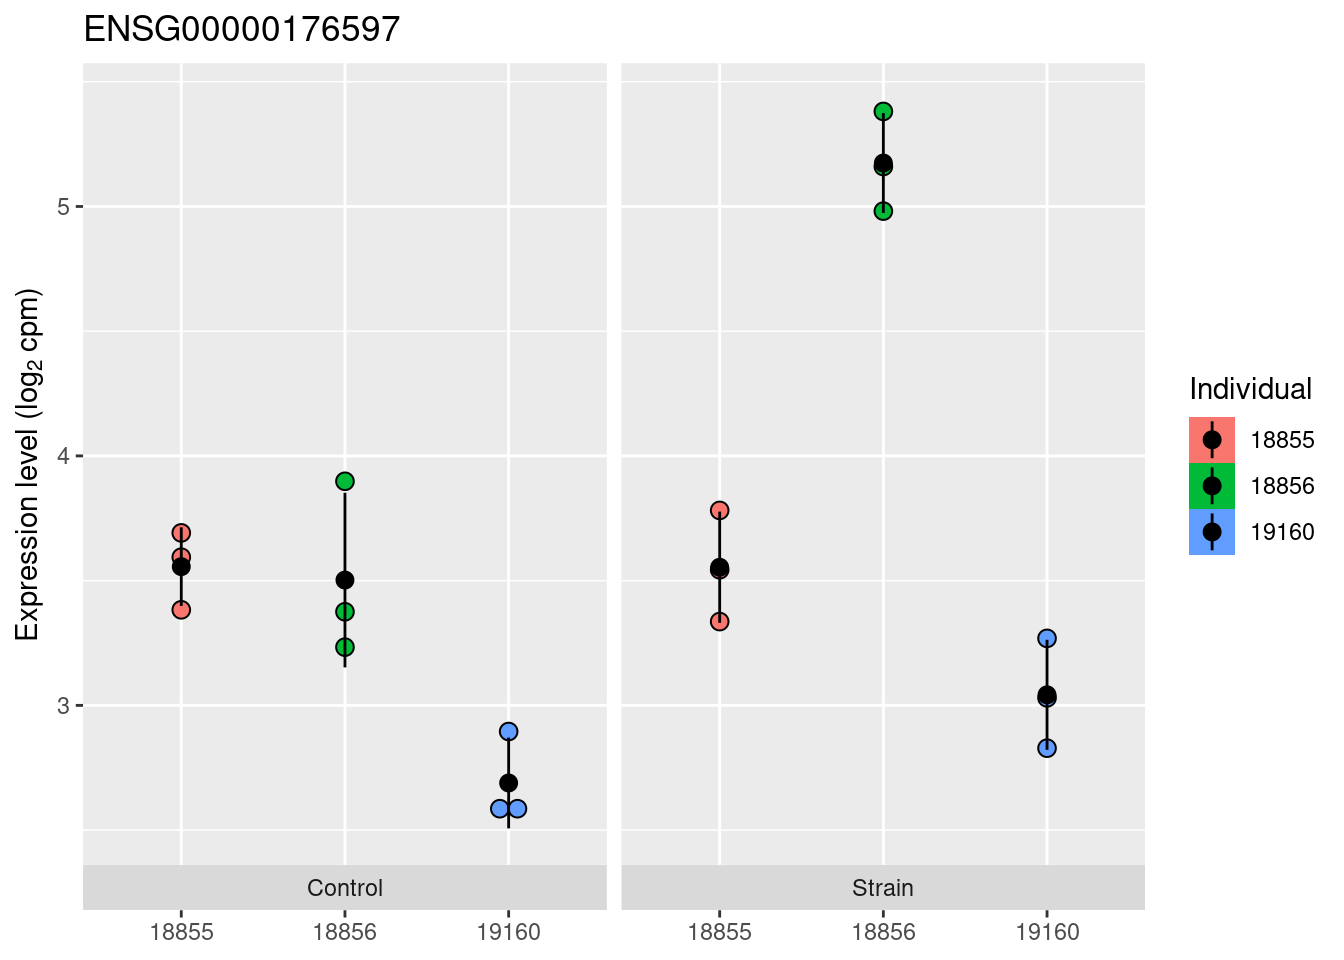 ENSG00000176597
Expression level (log₂ cpm)
5
4
3
Control
Strain
18855
18856
19160
18855
18856
19160
Individual
18855
18856
19160